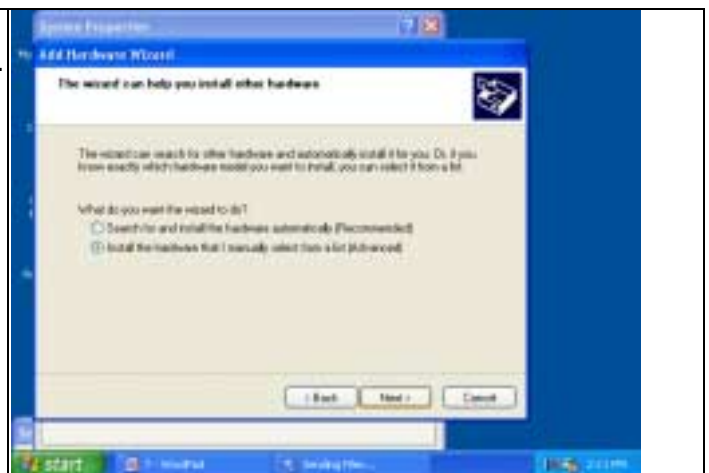 System Properties
Add Hardware Wizard
The wizard can help you install other hardware
The wizard can search for other hardware and automatically install it for you. Or, if you
know exactly which hardware model you want to install, you can select it from a list.
What do you want the wizard to do?
Search for and install the hardware automatically (Recommended)
Install the hardware that I manually select from a list (Advanced)
< Back
Next >
Cancel
start
WordPad